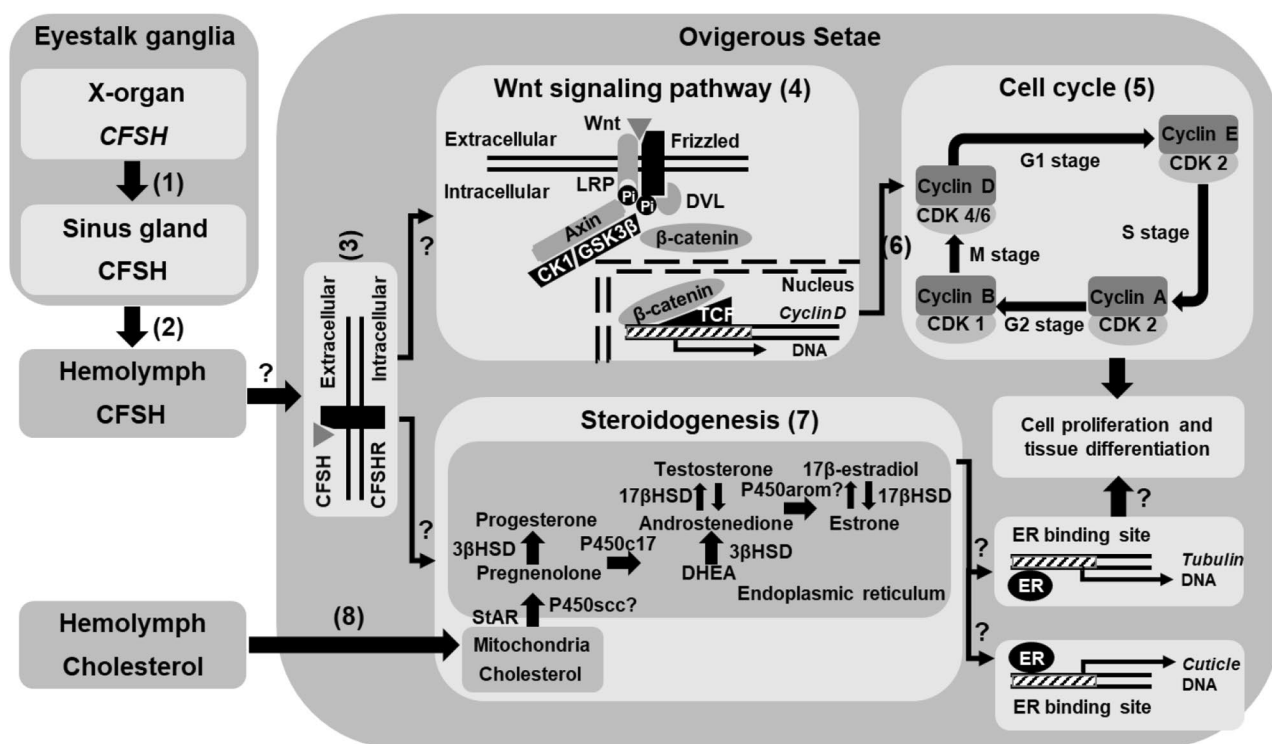 Eyestalk ganglia
X-organ
CFSH
(1)
Sinus gland
CFSH
(2)
Hemolymph
CFSH
?
Hemolymph
Cholesterol
(8)
Ovigerous Setae
(3)
Extracellular
Intracellular
CFSH
CFSHR
?
?
Wnt signaling pathway (4)
Wnt
Extracellular
Frizzled
Intracellular
LRP
Pi
Pi
DVL
Axin
CK1/GSK3β
β-catenin
Nucleus
β-catenin
TCF
Cyclin D
DNA
(6)
Cell cycle (5)
Cyclin E
CDK 2
G1 stage
Cyclin D
CDK 4/6
S stage
M stage
Cyclin B
CDK 1
G2 stage
Cyclin A
CDK 2
Cell proliferation and
tissue differentiation
?
Steroidogenesis (7)
Testosterone
17β-estradiol
17βHSD
P450arom?
17βHSD
Progesterone
Androstenedione
Estrone
3βHSD
P450c17
3βHSD
Pregnenolone
DHEA
Endoplasmic reticulum
StAR
P450scc?
Mitochondria
Cholesterol
?
ER binding site
Tubulin
DNA
ER
?
ER
Cuticle
DNA
ER binding site